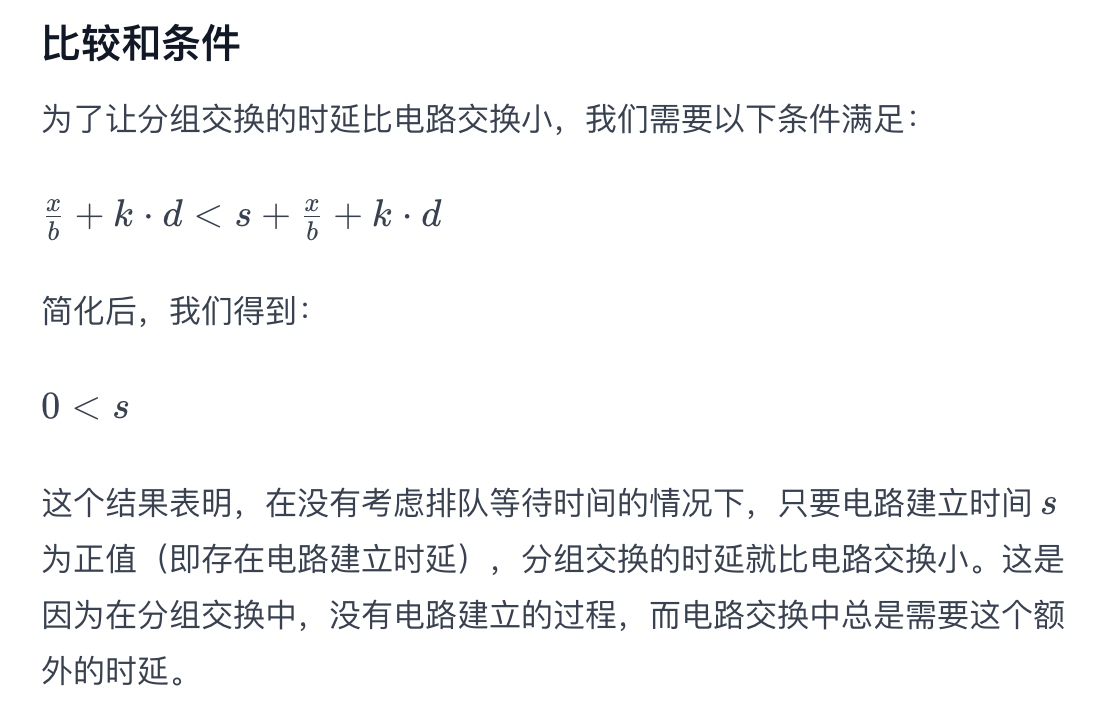 比较和条件
为了让分组交换的时延比电路交换小，我们需要以下条件满足：
x/b + k · d < s + x/b + k · d
简化后，我们得到：
0 < s
这个结果表明，在没有考虑排队等待时间的情况下，只要电路建立时间 s
为正值（即存在电路建立时延），分组交换的时延就比电路交换小。这是
因为在分组交换中，没有电路建立的过程，而电路交换中总是需要这个额
外的时延。